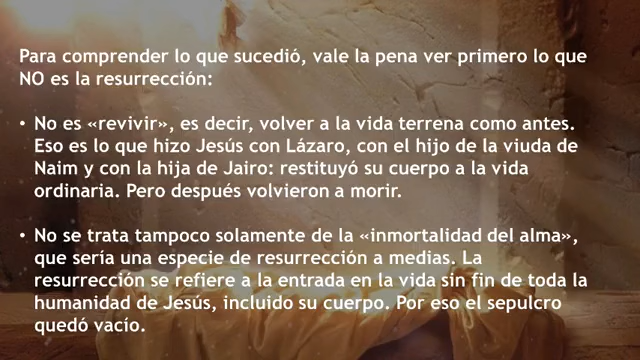 Para comprender lo que sucedió, vale la pena ver primero lo que
NO es la resurrección:
• No es «revivir», es decir, volver a la vida terrena como antes.
Eso es lo que hizo Jesús con Lázaro, con el hijo de la viuda de
Naim y con la hija de Jairo: restituyó su cuerpo a la vida
ordinaria. Pero después volvieron a morir.
• No se trata tampoco solamente de la «inmortalidad del alma»,
que sería una especie de resurrección a medias. La
resurrección se refiere a la entrada en la vida sin fin de toda la
humanidad de Jesús, incluido su cuerpo. Por eso el sepulcro
quedó vacío.